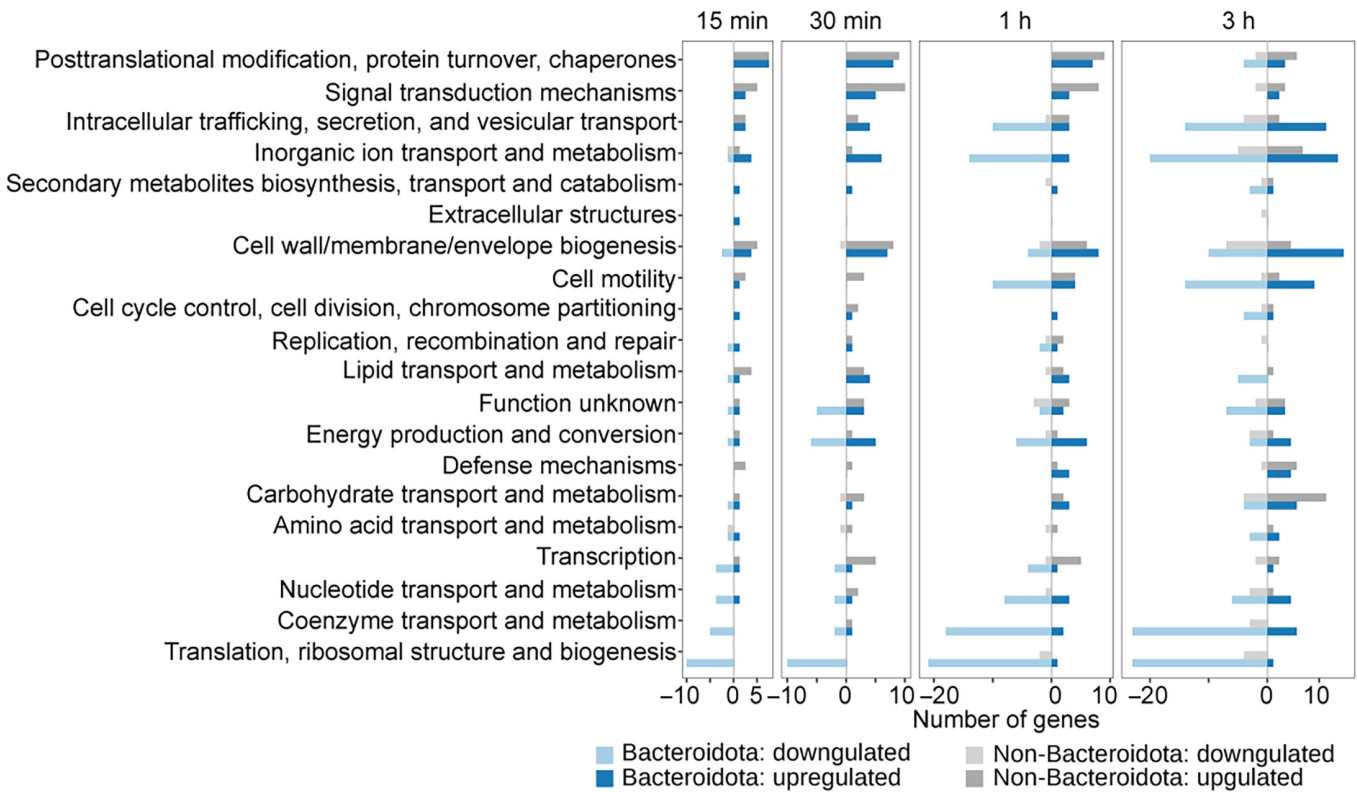 15 min 30 min 1 h 3 h
Posttranslational modification, protein turnover, chaperones
Signal transduction mechanisms
Intracellular trafficking, secretion, and vesicular transport
Inorganic ion transport and metabolism
Secondary metabolites biosynthesis, transport and catabolism
Extracellular structures
Cell wall/membrane/envelope biogenesis
Cell motility
Cell cycle control, cell division, chromosome partitioning
Replication, recombination and repair
Lipid transport and metabolism
Function unknown
Energy production and conversion
Defense mechanisms
Carbohydrate transport and metabolism
Amino acid transport and metabolism
Transcription
Nucleotide transport and metabolism
Coenzyme transport and metabolism
Translation, ribosomal structure and biogenesis
−10 0 5 −10 0 10 −20 0 10 −20 0 10
Number of genes
Bacteroidota: downgulated Non-Bacteroidota: downgulated
Bacteroidota: upregulated Non-Bacteroidota: upgulated